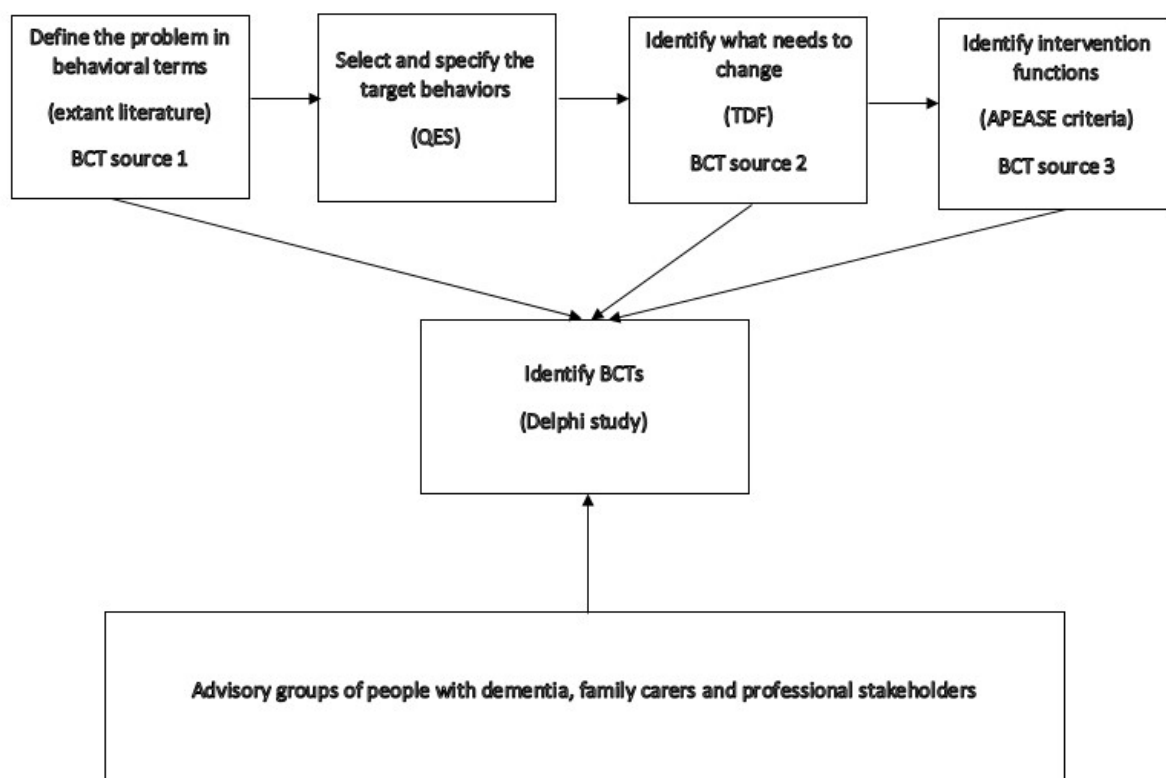 Define the problem in
behavioral terms
(extant literature)
BCT source 1
Select and specify the
target behaviors
(QES)
Identify what needs to
change
(TDF)
BCT source 2
Identify intervention
functions
(APEASE criteria)
BCT source 3
Identify BCTs
(Delphi study)
Advisory groups of people with dementia, family carers and professional stakeholders